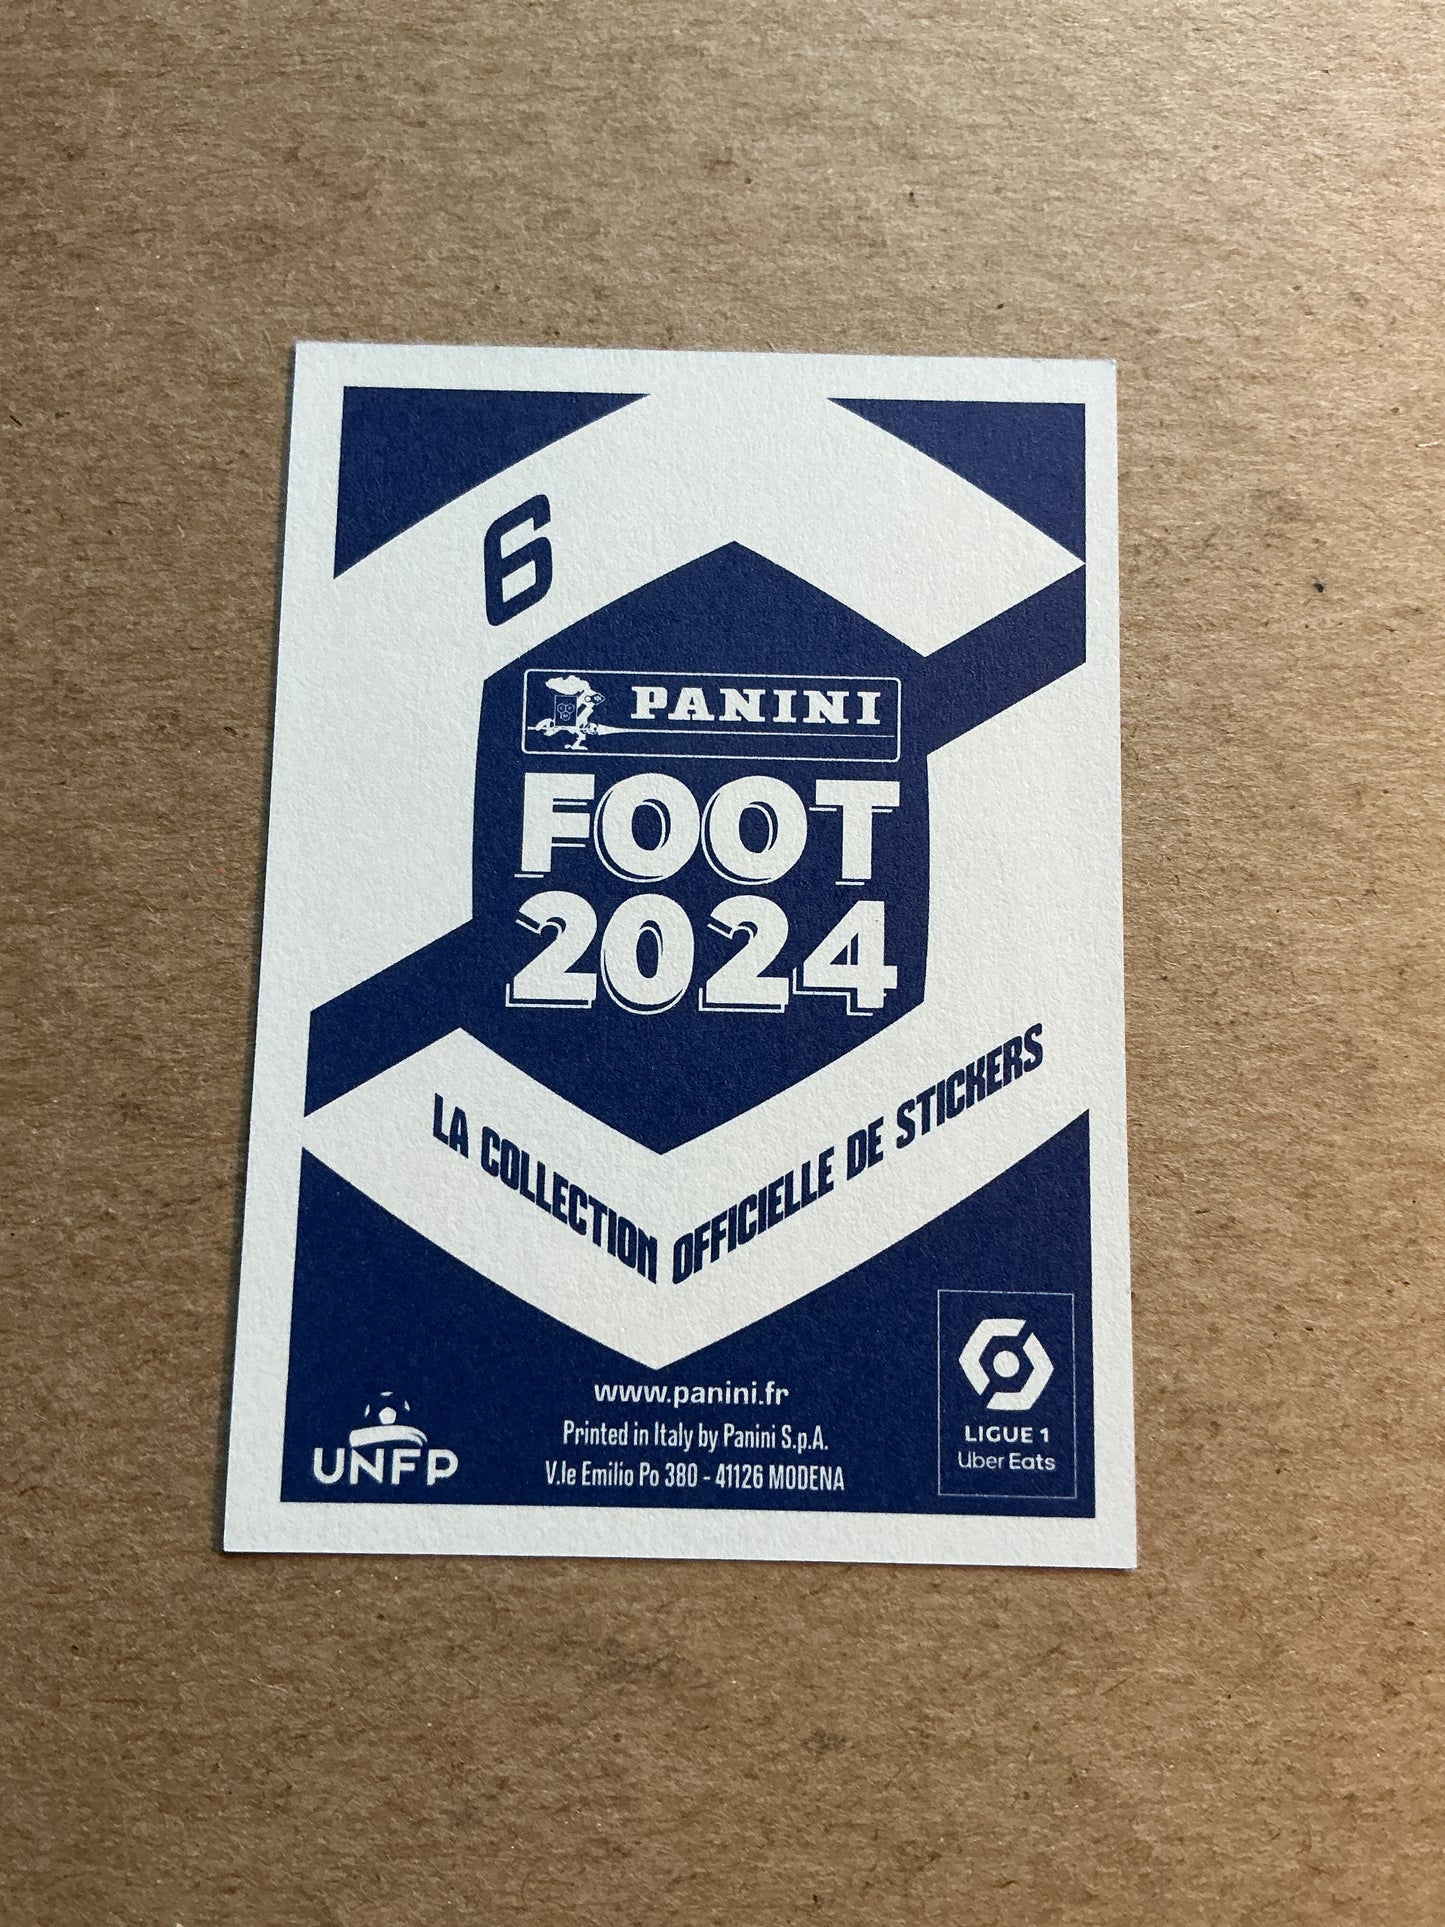 6
PANINI
FOOT
2024
LA COLLECTION OFFICIELLE DE STICKERS
www.panini.fr
Printed in Italy by Panini S.p.A.
V.le Emilio Po 380 - 41126 MODENA
UNFP
LIGUE 1
Uber Eats